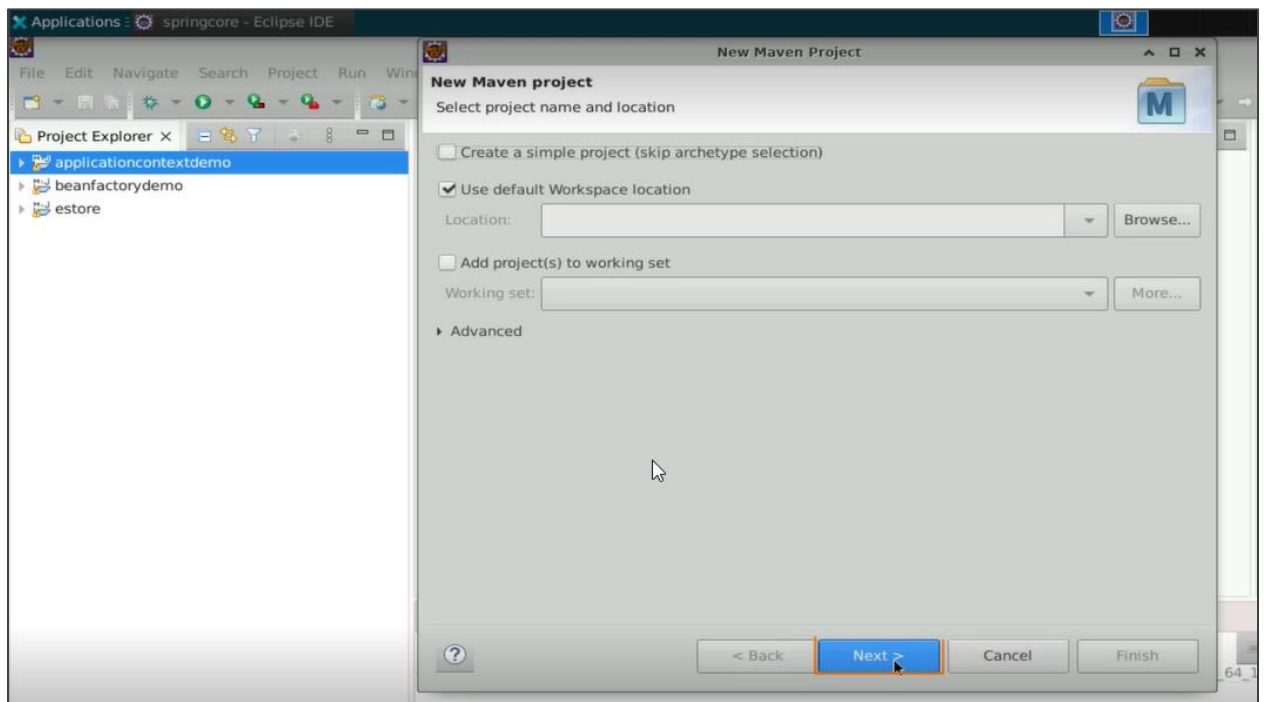 Applications springcore - Eclipse IDE
New Maven Project
File Edit Navigate Search Project Run
New Maven project
Select project name and location
M
Project Explorer
applicationcontextdemo
beanfactorydemo
estore
Create a simple project (skip archetype selection)
Use default Workspace location
Location:
Browse...
Add project(s) to working set
Working set:
More...
Advanced
?
< Back
Next >
Cancel
Finish